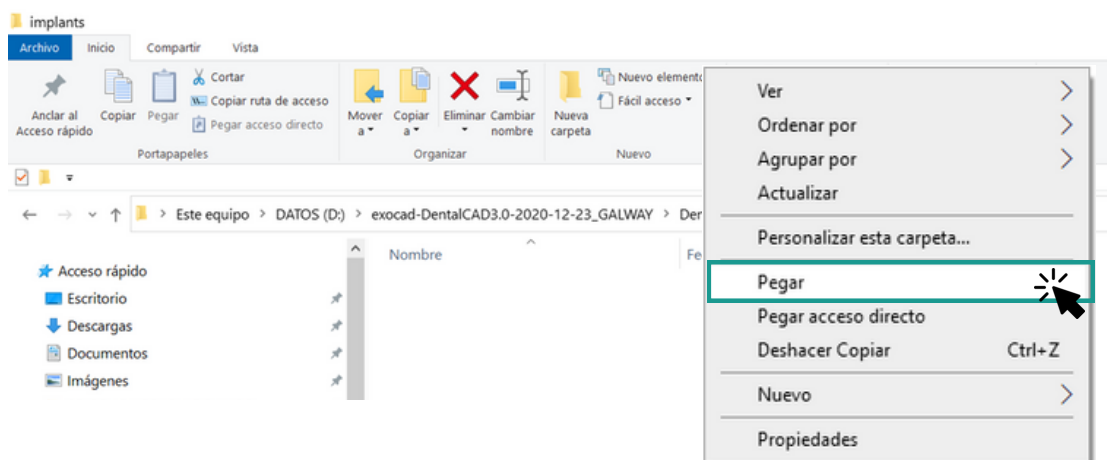 implants
Archivo Inicio Compartir Vista
Anclar al Acceso rápido
Copiar
Pegar
Cortar
Copiar ruta de acceso
Pegar acceso directo
Portapapeles
Mover a
Copiar a
Eliminar
Cambiar nombre
Organizar
Nueva carpeta
Nuevo elemento
Fácil acceso
Nuevo
Este equipo > DATOS (D:) > exocad-DentalCAD3.0-2020-12-23_GALWAY > Der
Nombre Fe
Acceso rápido
Escritorio
Descargas
Documentos
Imágenes
Ver
Ordenar por
Agrupar por
Actualizar
Personalizar esta carpeta...
Pegar
Pegar acceso directo
Deshacer Copiar Ctrl+Z
Nuevo
Propiedades